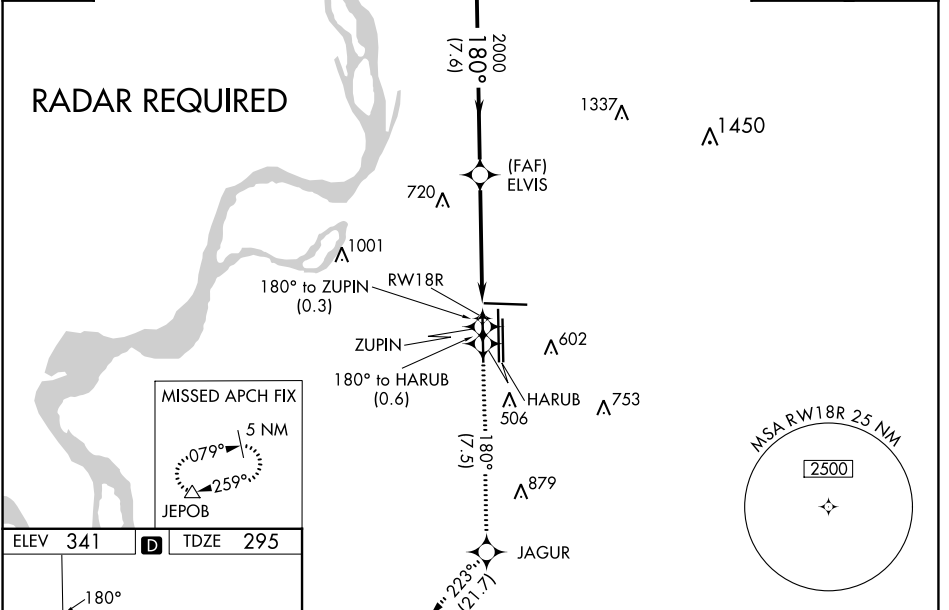 2000
180°
(7.6)
RADAR REQUIRED
1337
1450
(FAF)
ELVIS
720
1001
180° to ZUPIN
(0.3)
RW18R
ZUPIN
602
180° to HARUB
(0.6)
HARUB
506
753
MISSED APCH FIX
5 NM
079°
259°
JEPOB
180°
(7.5)
MSA RW18R 25 NM
2500
879
ELEV 341
D
TDZE 295
JAGUR
180°
223°
(21.7)